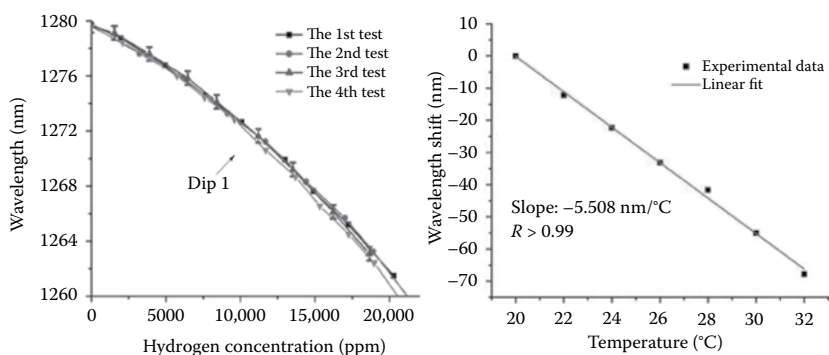 1280
1276
1272
1268
1264
1260
Wavelength (nm)
The 1st test
The 2nd test
The 3rd test
The 4th test
Dip 1
0
5000
10,000
15,000
20,000
Hydrogen concentration (ppm)
10
0
−10
−20
−30
−40
−50
−60
−70
Wavelength shift (nm)
Experimental data
Linear fit
Slope: −5.508 nm/°C
R > 0.99
20
22
24
26
28
30
32
Temperature (°C)